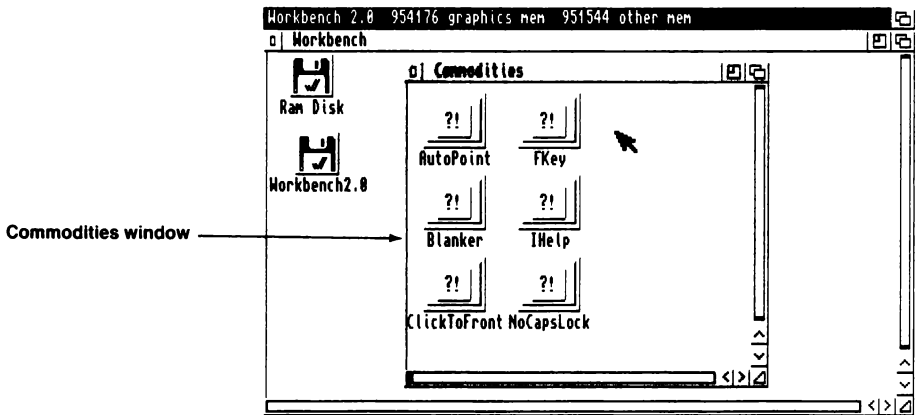 Workbench 2.0 954176 graphics mem 951544 other mem
Workbench
Commodities
Ram Disk
Workbench2.0
?! ?!
AutoPoint FKey
?! ?!
Blanker IHelp
?! ?!
ClickToFront NoCapsLock
Commodities window